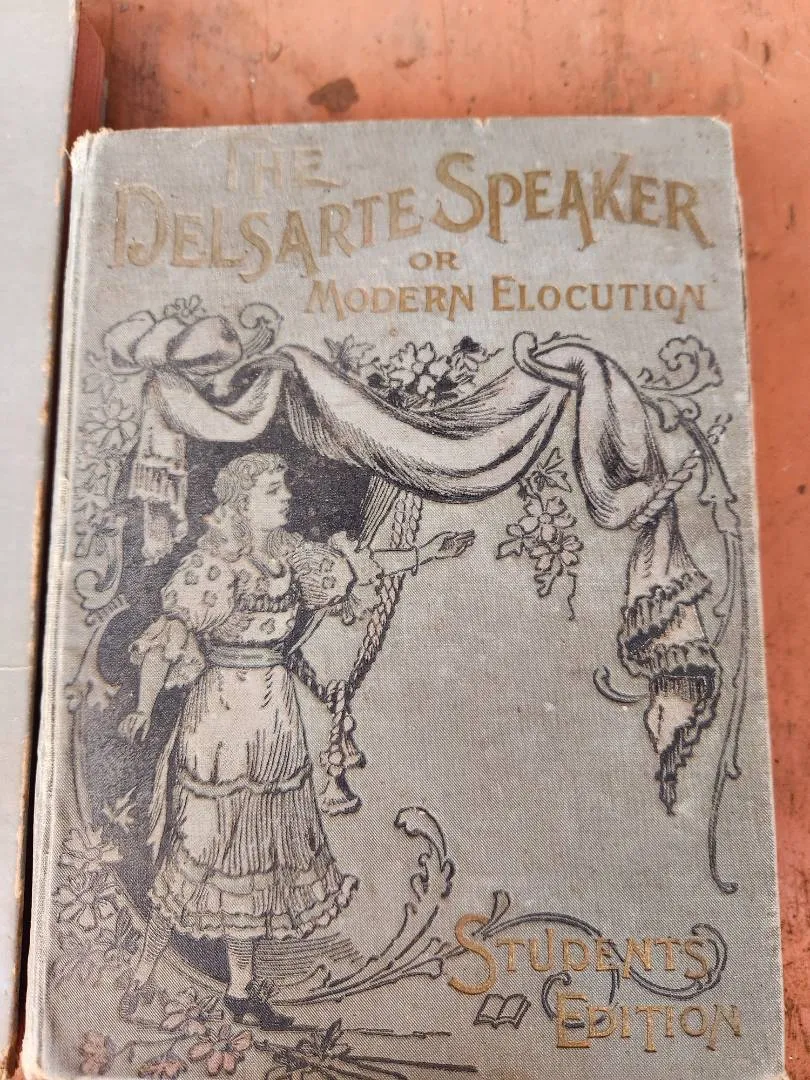 THE
DELSARTE SPEAKER
OR
MODERN ELOCUTION
STUDENTS
EDITION